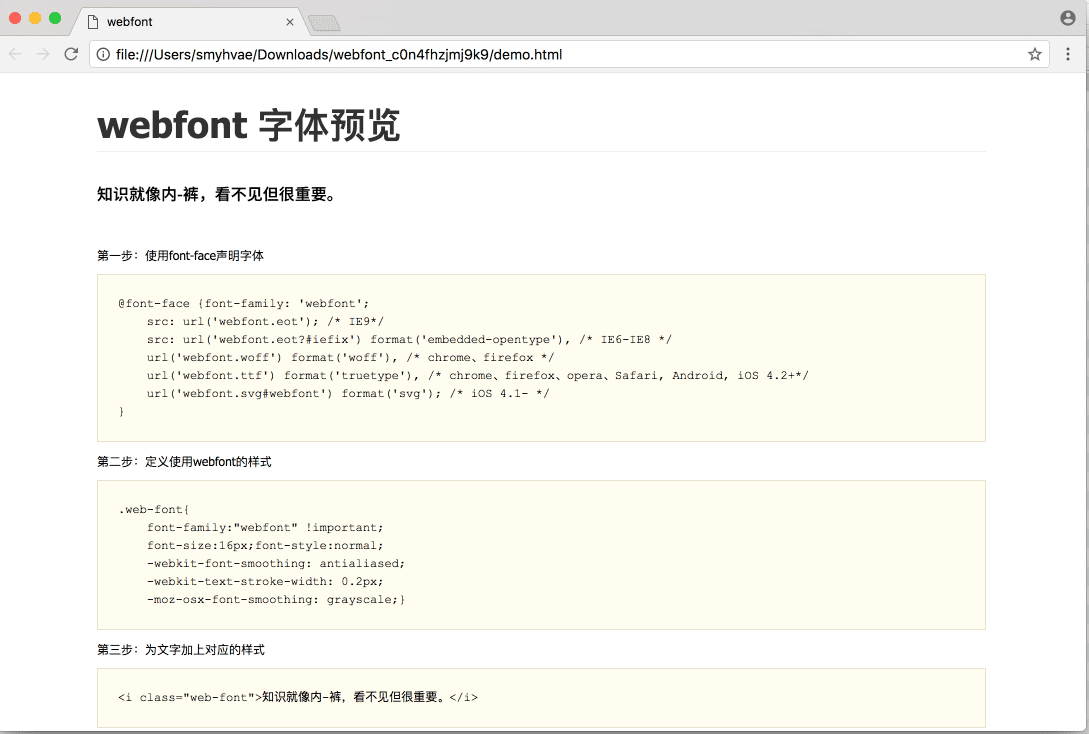 webfont
file:///Users/smyhvae/Downloads/webfont_c0n4fhzjmj9k9/demo.html
webfont 字体预览
知识就像内-裤，看不见但很重要。
第一步：使用font-face声明字体
@font-face {font-family: 'webfont';
src: url('webfont.eot'); /* IE9*/
src: url('webfont.eot?#iefix') format('embedded-opentype'), /* IE6-IE8 */
url('webfont.woff') format('woff'), /* chrome、firefox */
url('webfont.ttf') format('truetype'), /* chrome、firefox、opera、Safari, Android, iOS 4.2+*/
url('webfont.svg#webfont') format('svg'); /* iOS 4.1- */
}
第二步：定义使用webfont的样式
.web-font{
font-family:"webfont" !important;
font-size:16px;font-style:normal;
-webkit-font-smoothing: antialiased;
-webkit-text-stroke-width: 0.2px;
-moz-osx-font-smoothing: grayscale;}
第三步：为文字加上对应的样式
<i class="web-font">知识就像内-裤，看不见但很重要。</i>